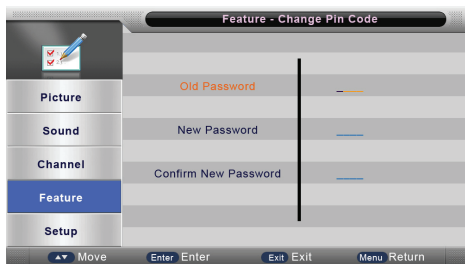 Feature - Change Pin Code
Picture
Sound
Channel
Feature
Setup
Old Password
New Password
Confirm New Password
▲▼ Move
Enter Enter
Exit Exit
Menu Return